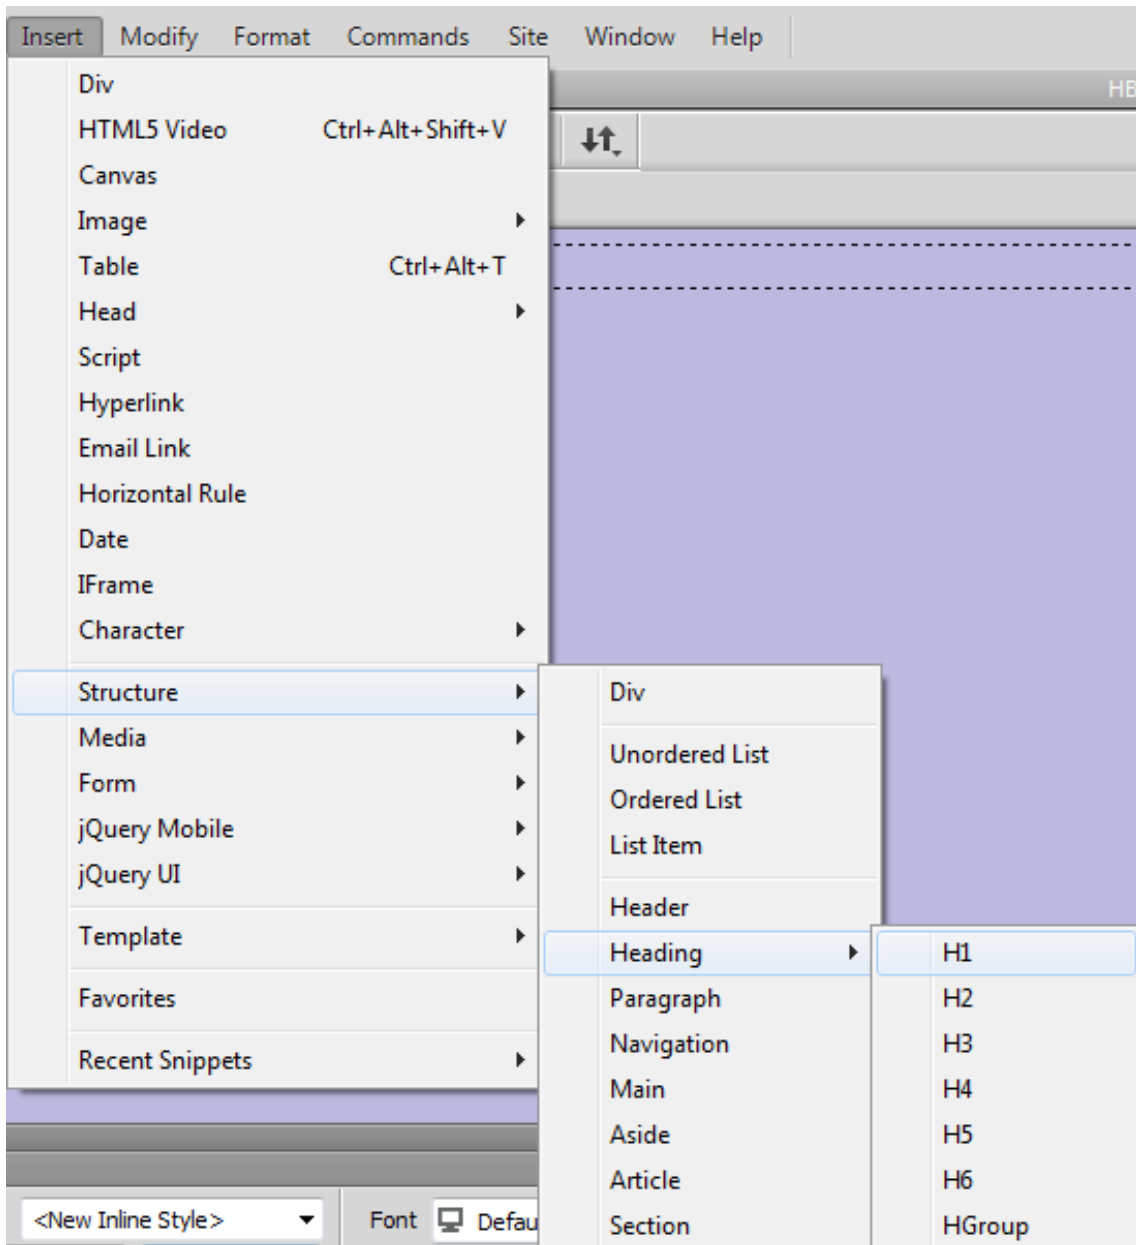 Insert Modify Format Commands Site Window Help
HB
Div
HTML5 Video Ctrl+Alt+Shift+V
Canvas
Image
Table Ctrl+Alt+T
Head
Script
Hyperlink
Email Link
Horizontal Rule
Date
IFrame
Character
Structure
Media
Form
jQuery Mobile
jQuery UI
Template
Favorites
Recent Snippets
Div
Unordered List
Ordered List
List Item
Header
Heading
Paragraph
Navigation
Main
Aside
Article
Section
H1
H2
H3
H4
H5
H6
HGroup
<New Inline Style> Font Defau